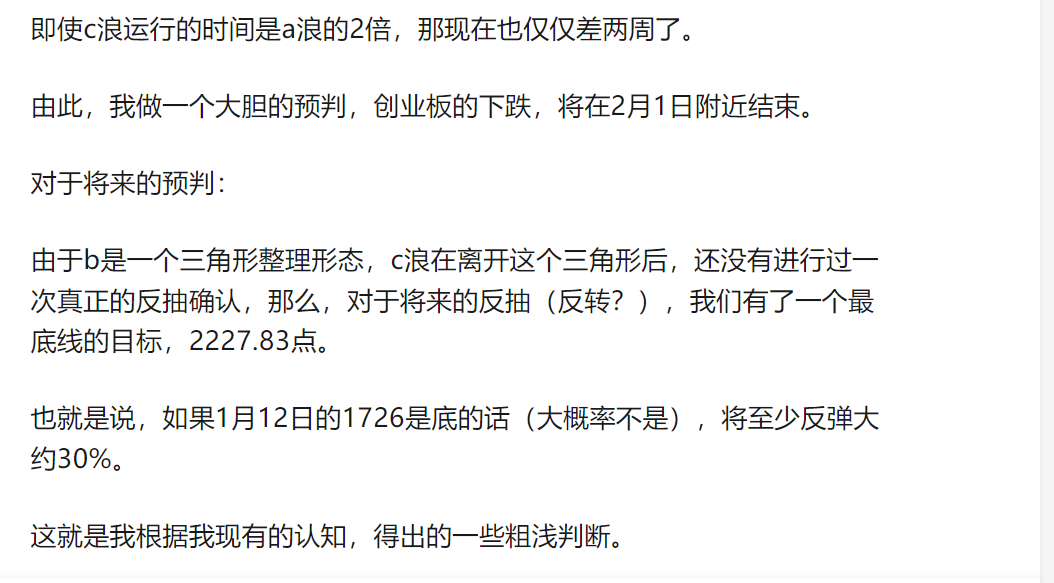 即使c浪运行的时间是a浪的2倍，那现在也仅仅差两周了。
由此，我做一个大胆的预判，创业板的下跌，将在2月1日附近结束。
对于将来的预判：
由于b是一个三角形整理形态，c浪在离开这个三角形后，还没有进行过一
次真正的反抽确认，那么，对于将来的反抽（反转？），我们有了一个最
底线的目标，2227.83点。
也就是说，如果1月12日的1726是底的话（大概率不是），将至少反弹大
约30%。
这就是我根据我现有的认知，得出的一些粗浅判断。